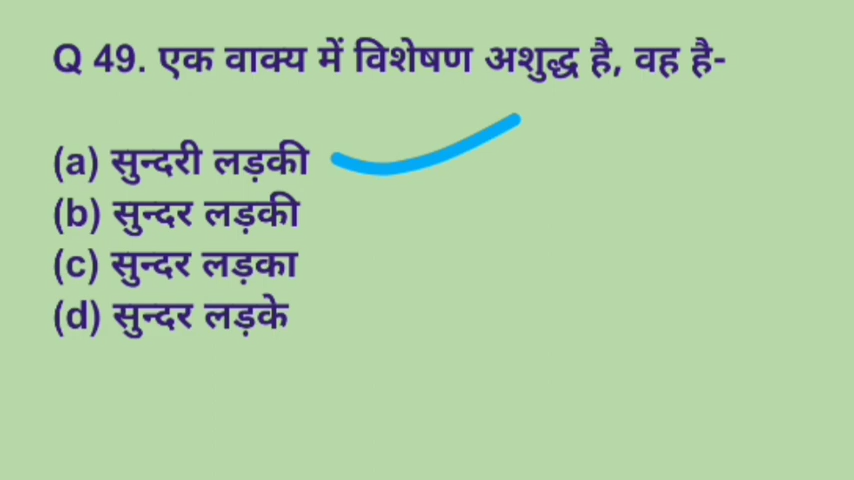 Q 49. एक वाक्य में विशेषण अशुद्ध है, वह है-
(a) सुन्दरी लड़की
(b) सुन्दर लड़की
(c) सुन्दर लड़का
(d) सुन्दर लड़के